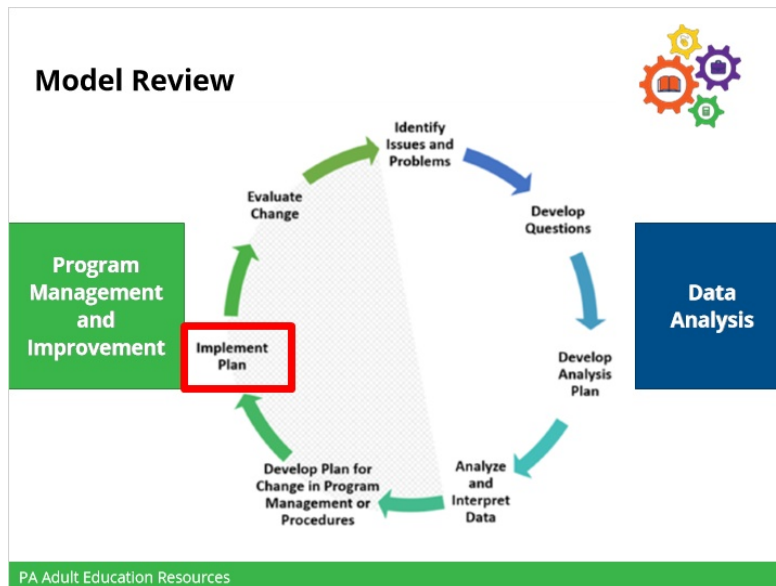 Model Review
Identify
Issues and
Problems
Develop
Questions
Develop
Analysis
Plan
Analyze
and
Interpret
Data
Develop Plan for
Change in Program
Management or
Procedures
Implement
Plan
Evaluate
Change
Program
Management
and
Improvement
Data
Analysis
PA Adult Education Resources